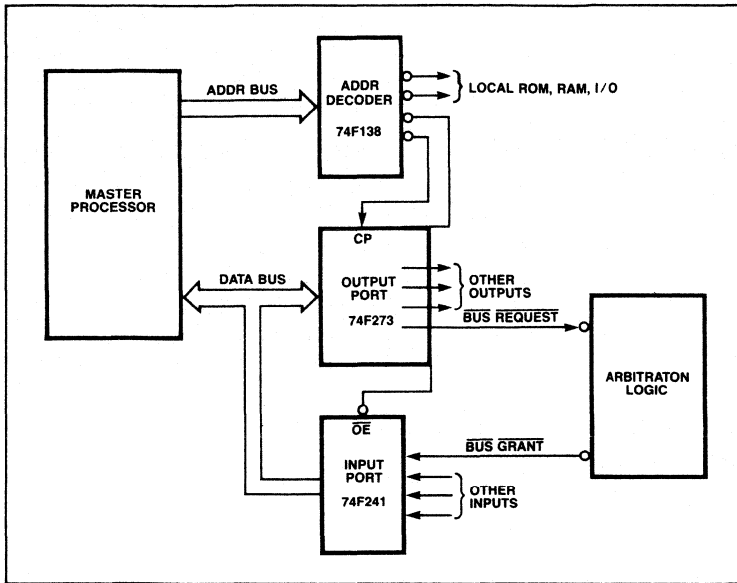 ADDR BUS
ADDR
DECODER
74F138
LOCAL ROM, RAM, I/O
MASTER
PROCESSOR
CP
DATA BUS
OUTPUT
PORT
74F273
OTHER
OUTPUTS
BUS REQUEST
ARBITRATON
LOGIC
OE
INPUT
PORT
74F241
BUS GRANT
OTHER
INPUTS